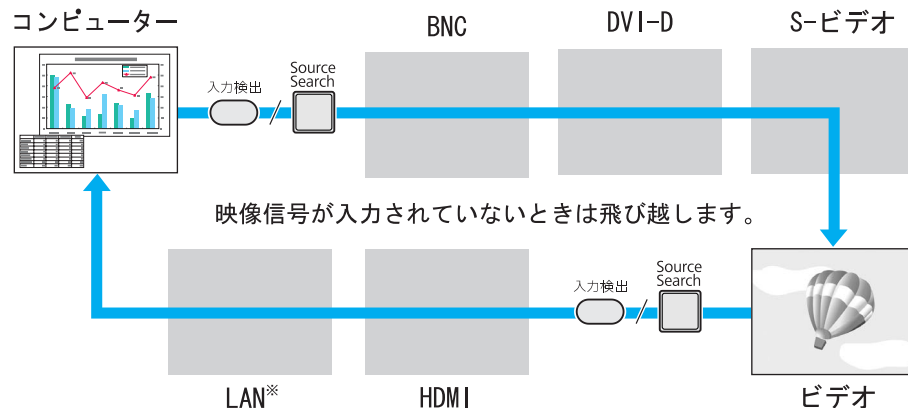 コンピューター
BNC
DVI-D
S-ビデオ
入力検出
Source
Search
映像信号が入力されていないときは飛び越します。
入力検出
Source
Search
LAN※
HDMI
ビデオ